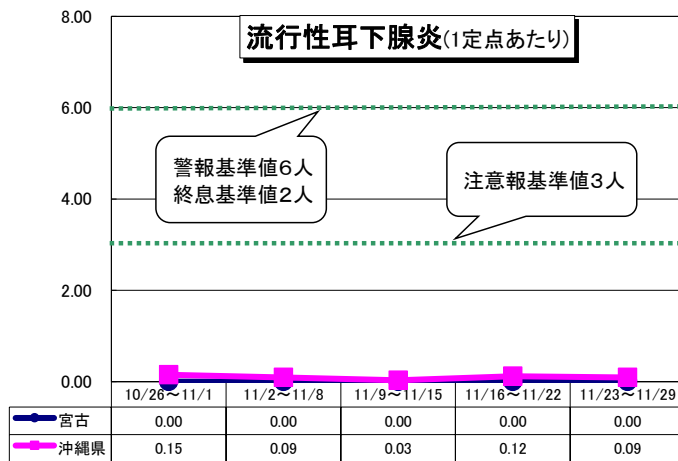 流行性耳下腺炎(1定点あたり)
8.00
6.00
4.00
2.00
0.00
警報基準値6人
終息基準値2人
注意報基準値3人
10/26～11/1 11/2～11/8 11/9～11/15 11/16～11/22 11/23～11/29
宮古 0.00 0.00 0.00 0.00 0.00
沖縄県 0.15 0.09 0.03 0.12 0.09